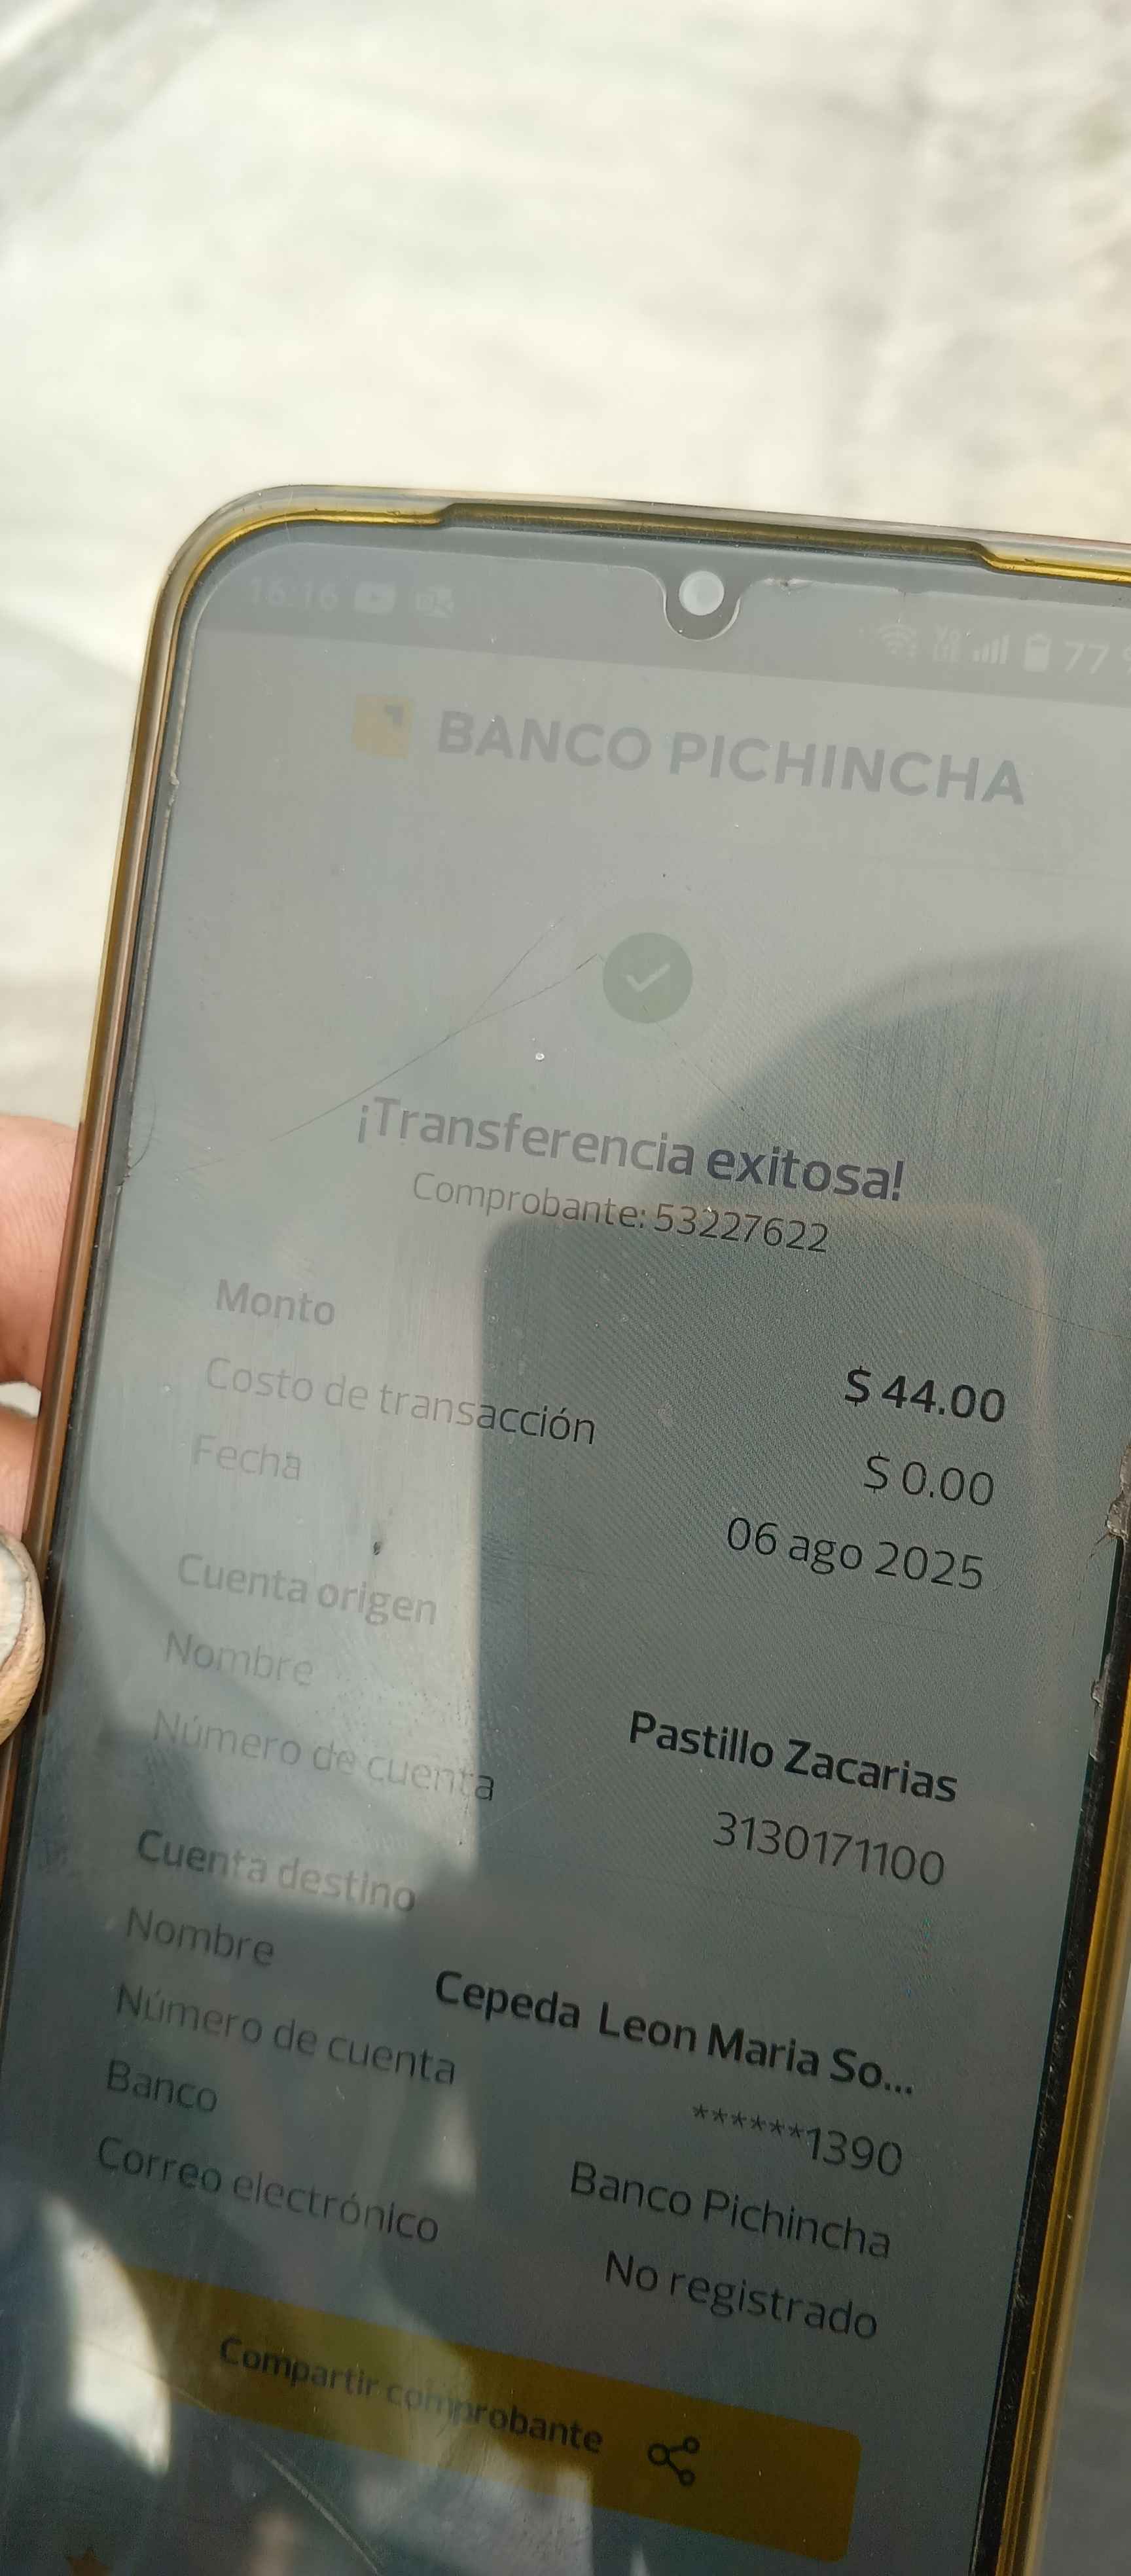 16:16
77
BANCO PICHINCHA
¡Transferencia exitosa!
Comprobante: 53227622
Monto $ 44.00
Costo de transacción $ 0.00
Fecha 06 ago 2025
Cuenta origen
Nombre Pastillo Zacarias
Número de cuenta 3130171100
Cuenta destino
Nombre Cepeda Leon Maria So...
Número de cuenta ******1390
Banco Banco Pichincha
Correo electrónico No registrado
Compartir comprobante